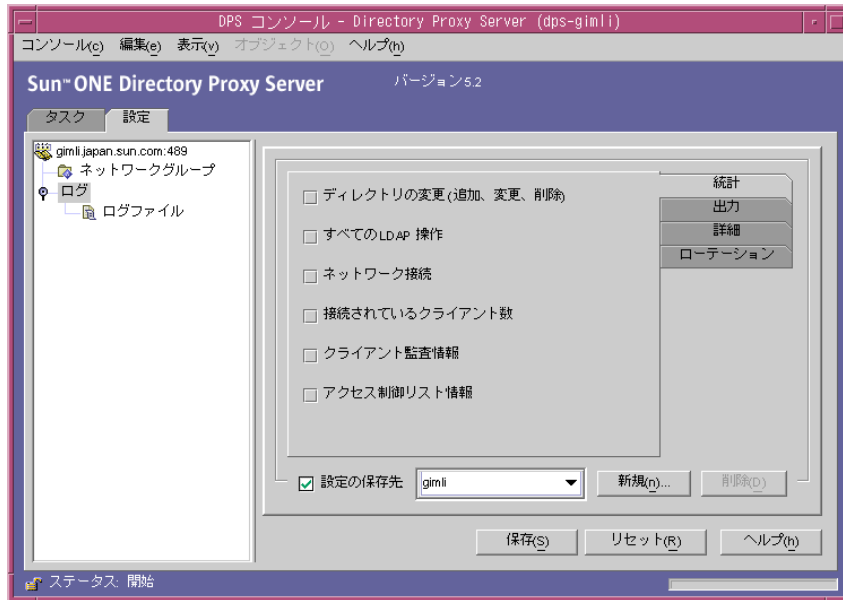 DPS コンソール - Directory Proxy Server (dps-gimli)
コンソール(c) 編集(e) 表示(v) オブジェクト(O) ヘルプ(h)
Sun™ ONE Directory Proxy Server バージョン5.2
タスク 設定
gimli.japan.sun.com:489
ネットワークグループ
ログ
ログファイル
ディレクトリの変更(追加、変更、削除)
すべてのLDAP 操作
ネットワーク接続
接続されているクライアント数
クライアント監査情報
アクセス制御リスト情報
統計
出力
詳細
ローテーション
設定の保存先 gimli 新規(n)... 削除(D)
保存(S) リセット(R) ヘルプ(h)
ステータス: 開始